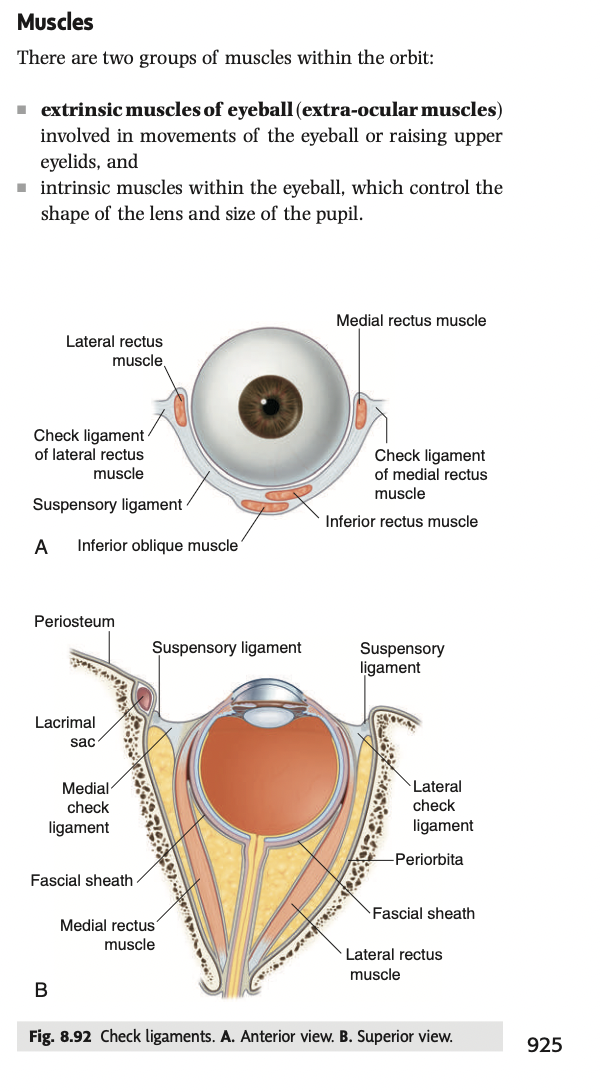 Muscles
There are two groups of muscles within the orbit:
■ extrinsic muscles of eyeball (extra-ocular muscles)
involved in movements of the eyeball or raising upper
eyelids, and
■ intrinsic muscles within the eyeball, which control the
shape of the lens and size of the pupil.
Medial rectus muscle
Lateral rectus
muscle
Check ligament
of lateral rectus
muscle
Check ligament
of medial rectus
muscle
Suspensory ligament
Inferior rectus muscle
A
Inferior oblique muscle
Periosteum
Suspensory ligament
Suspensory
ligament
Lacrimal
sac
Medial
check
ligament
Lateral
check
ligament
Periorbita
Fascial sheath
Fascial sheath
Medial rectus
muscle
Lateral rectus
muscle
B
Fig. 8.92 Check ligaments. A. Anterior view. B. Superior view.
925